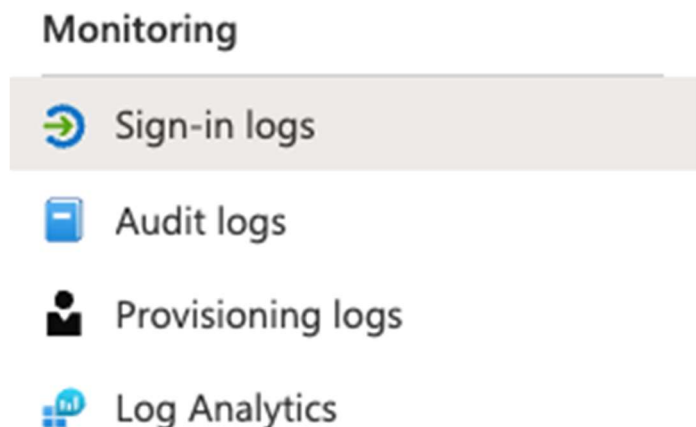 Monitoring
Sign-in logs
Audit logs
Provisioning logs
Log Analytics